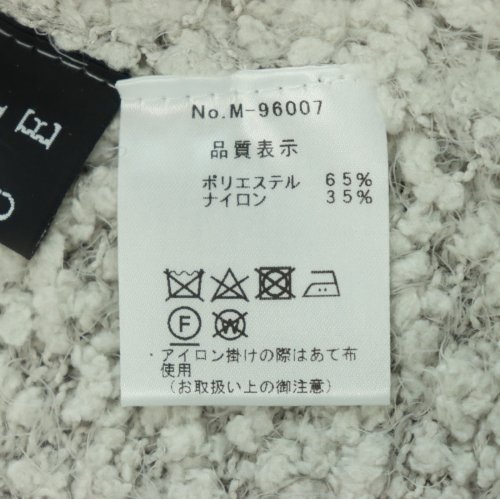 No.M-96007
品質表示
ポリエステル 65%
ナイロン 35%
F W
・アイロン掛けの際はあて布
使用
(お取扱い上の御注意)